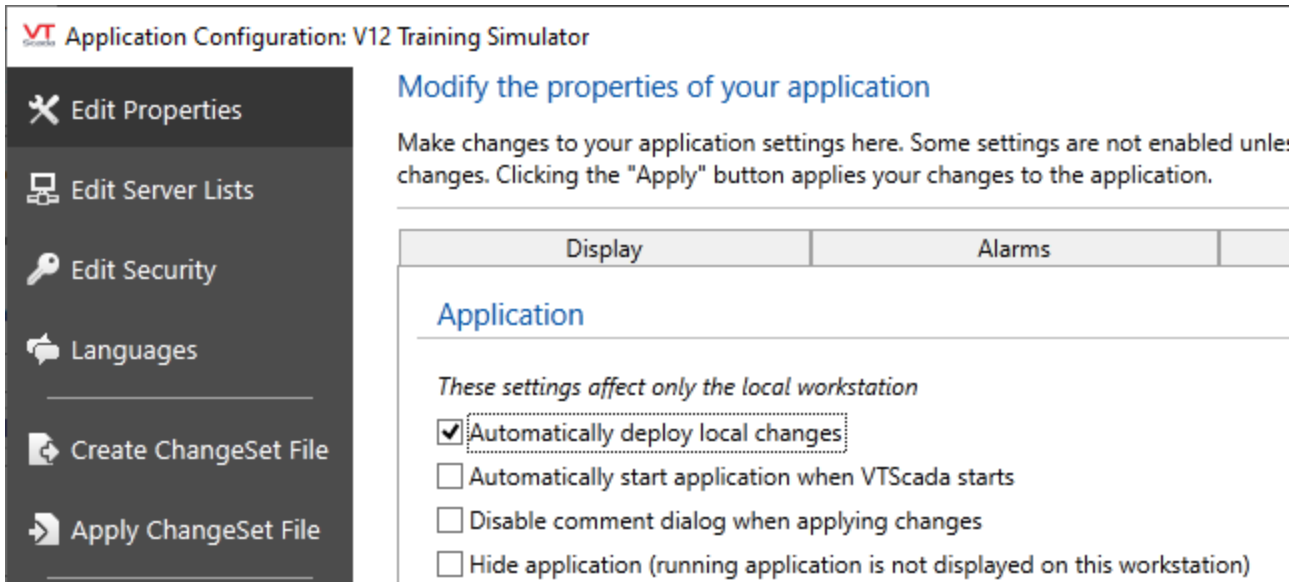 VT
Scada
Application Configuration: V12 Training Simulator
Edit Properties
Edit Server Lists
Edit Security
Languages
Create ChangeSet File
Apply ChangeSet File
Modify the properties of your application
Make changes to your application settings here. Some settings are not enabled unles
changes. Clicking the "Apply" button applies your changes to the application.
Display
Alarms
Application
These settings affect only the local workstation
Automatically deploy local changes
Automatically start application when VTScada starts
Disable comment dialog when applying changes
Hide application (running application is not displayed on this workstation)